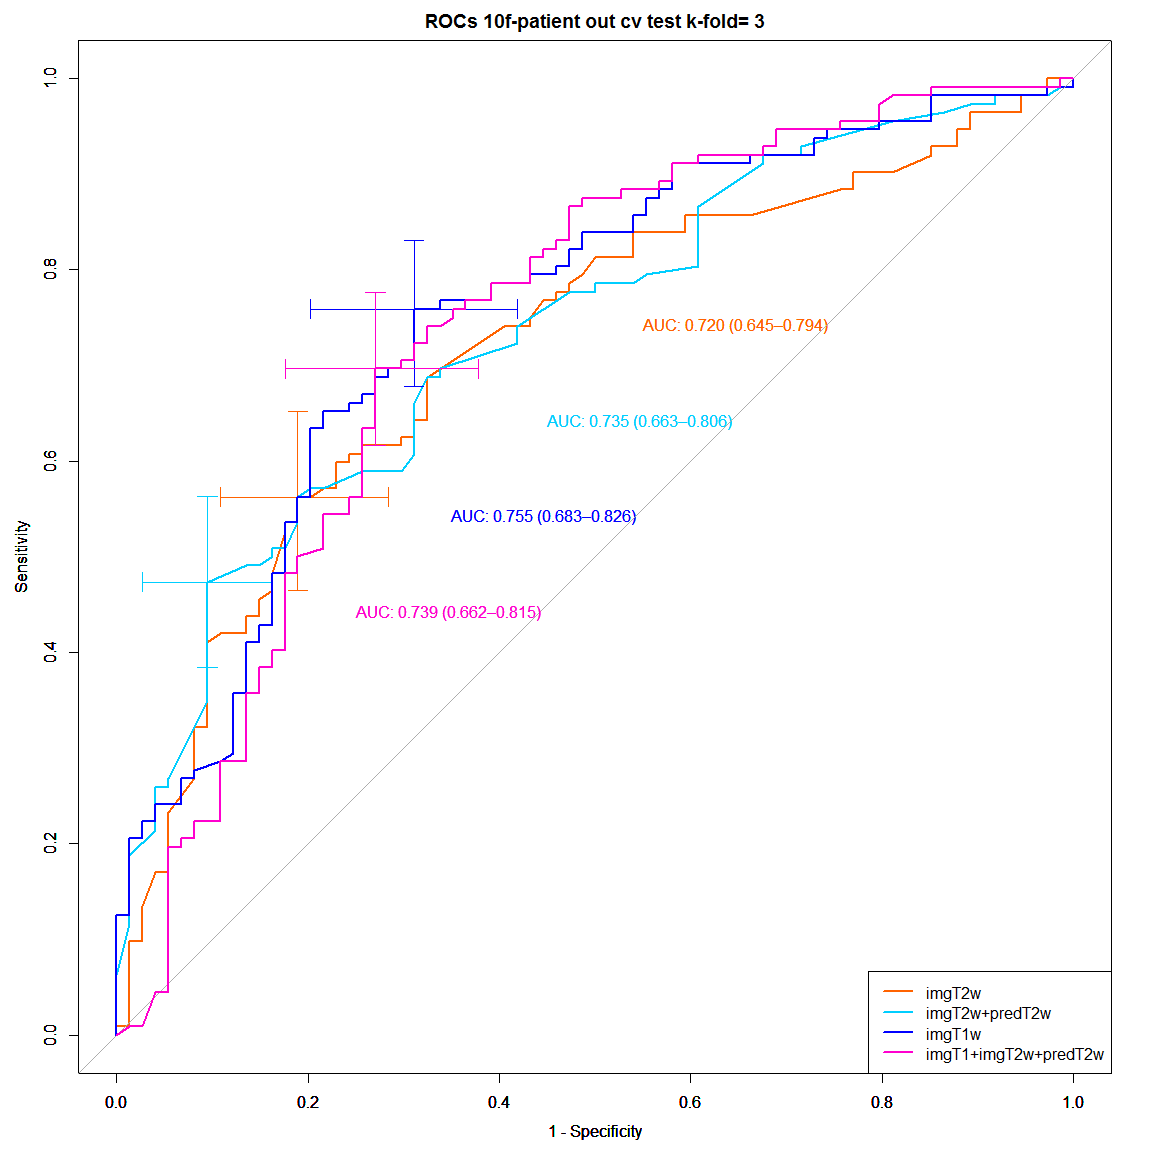 ROCs 10f-patient out cv test k-fold= 3
1.0
0.8
0.6
0.4
0.2
0.0
Sensitivity
AUC: 0.720 (0.645–0.794)
AUC: 0.735 (0.663–0.806)
AUC: 0.755 (0.683–0.826)
AUC: 0.739 (0.662–0.815)
imgT2w
imgT2w+predT2w
imgT1w
imgT1+imgT2w+predT2w
0.0 0.2 0.4 0.6 0.8 1.0
1 - Specificity